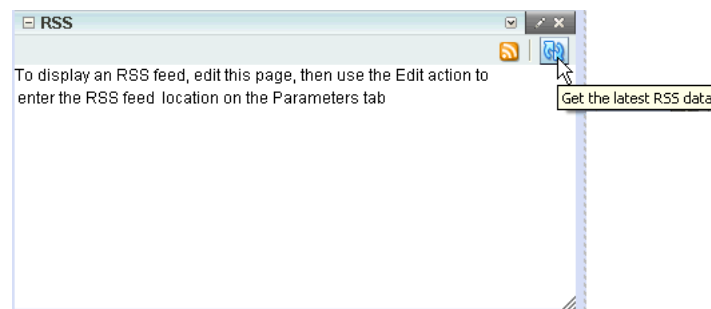 RSS
To display an RSS feed, edit this page, then use the Edit action to
enter the RSS feed location on the Parameters tab
Get the latest RSS data